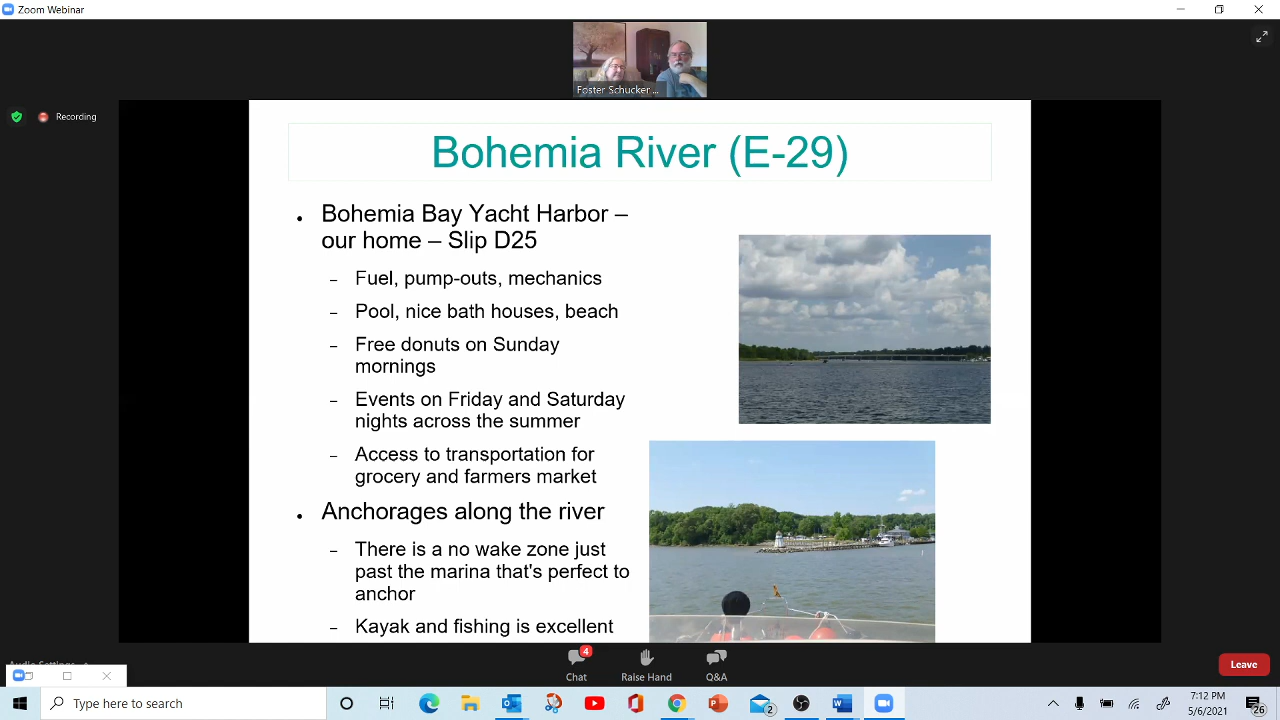 Zoom Webinar
Foster Schucker ...
Recording
Bohemia River (E-29)
Bohemia Bay Yacht Harbor –
our home – Slip D25
– Fuel, pump-outs, mechanics
– Pool, nice bath houses, beach
– Free donuts on Sunday
mornings
– Events on Friday and Saturday
nights across the summer
– Access to transportation for
grocery and farmers market
Anchorages along the river
– There is a no wake zone just
past the marina that's perfect to
anchor
– Kayak and fishing is excellent
Audio Settings
4
Chat
Raise Hand
Q&A
Leave
Type here to search
2
7:12 PM
5/6/2021
26